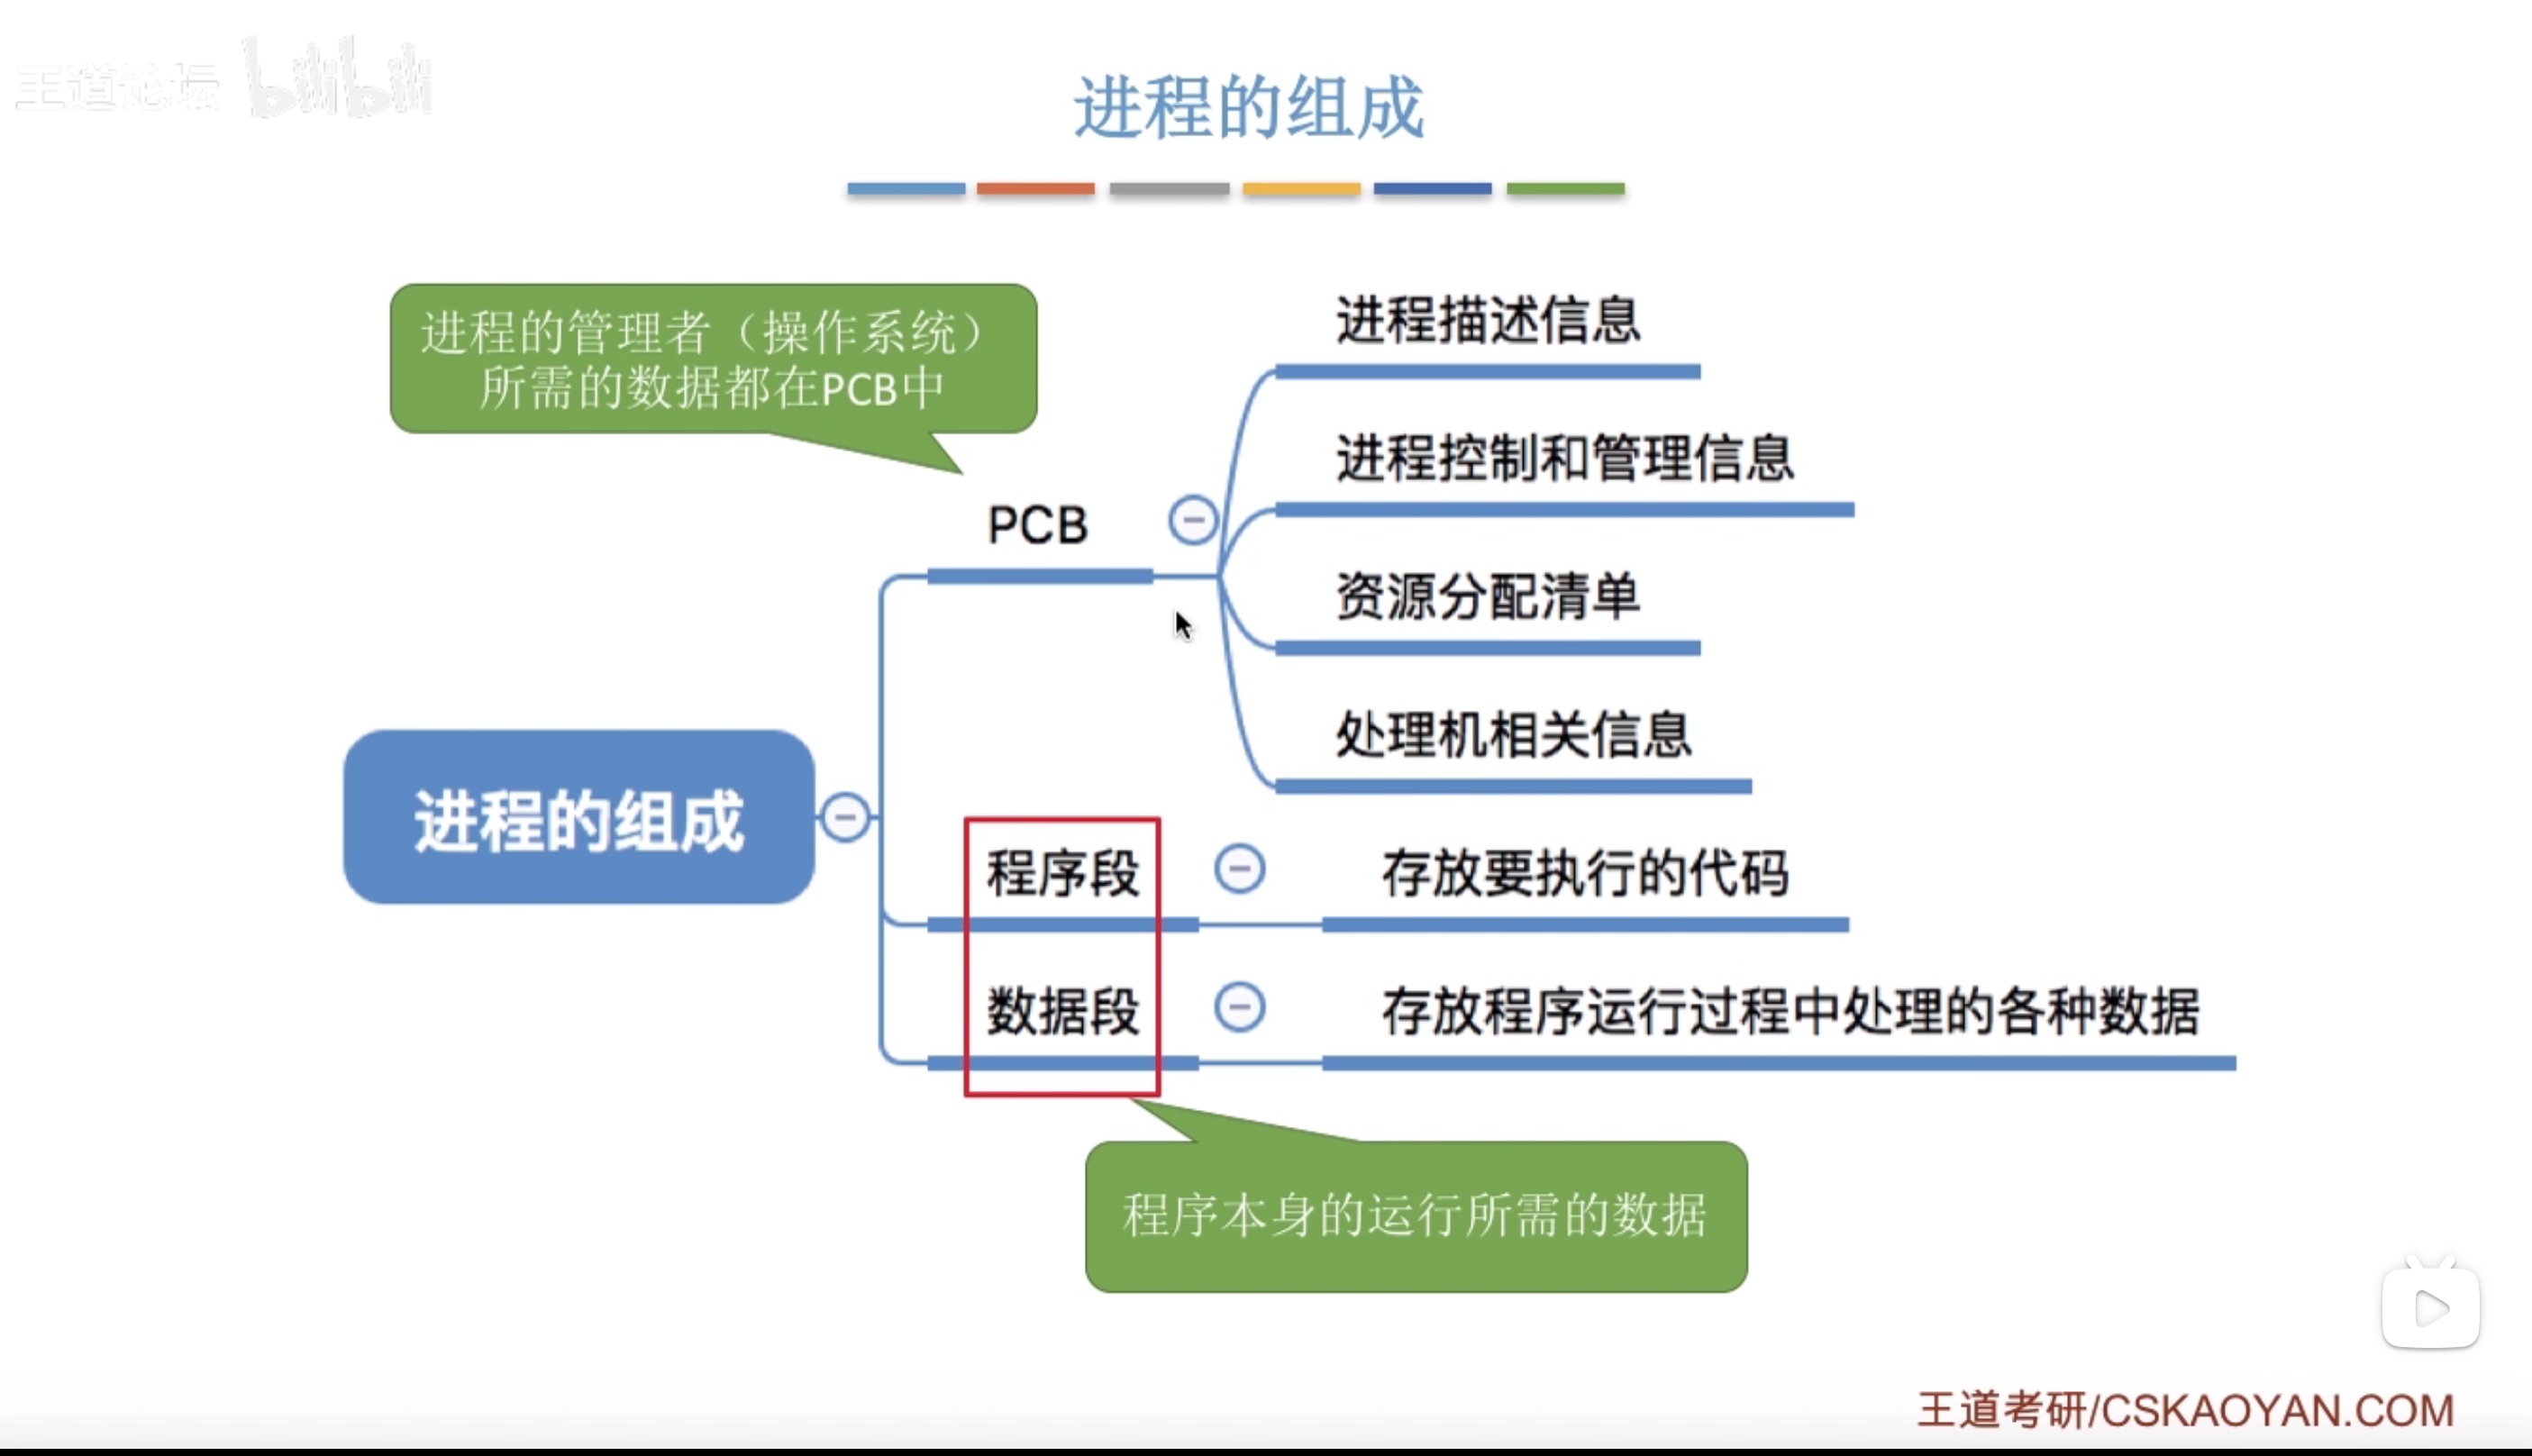 王道论坛 bilibili
进程的组成
进程的管理者（操作系统）
所需的数据都在PCB中
进程描述信息
进程控制和管理信息
PCB
资源分配清单
处理机相关信息
进程的组成
程序段
存放要执行的代码
数据段
存放程序运行过程中处理的各种数据
程序本身的运行所需的数据
王道考研/CSKAOYAN.COM